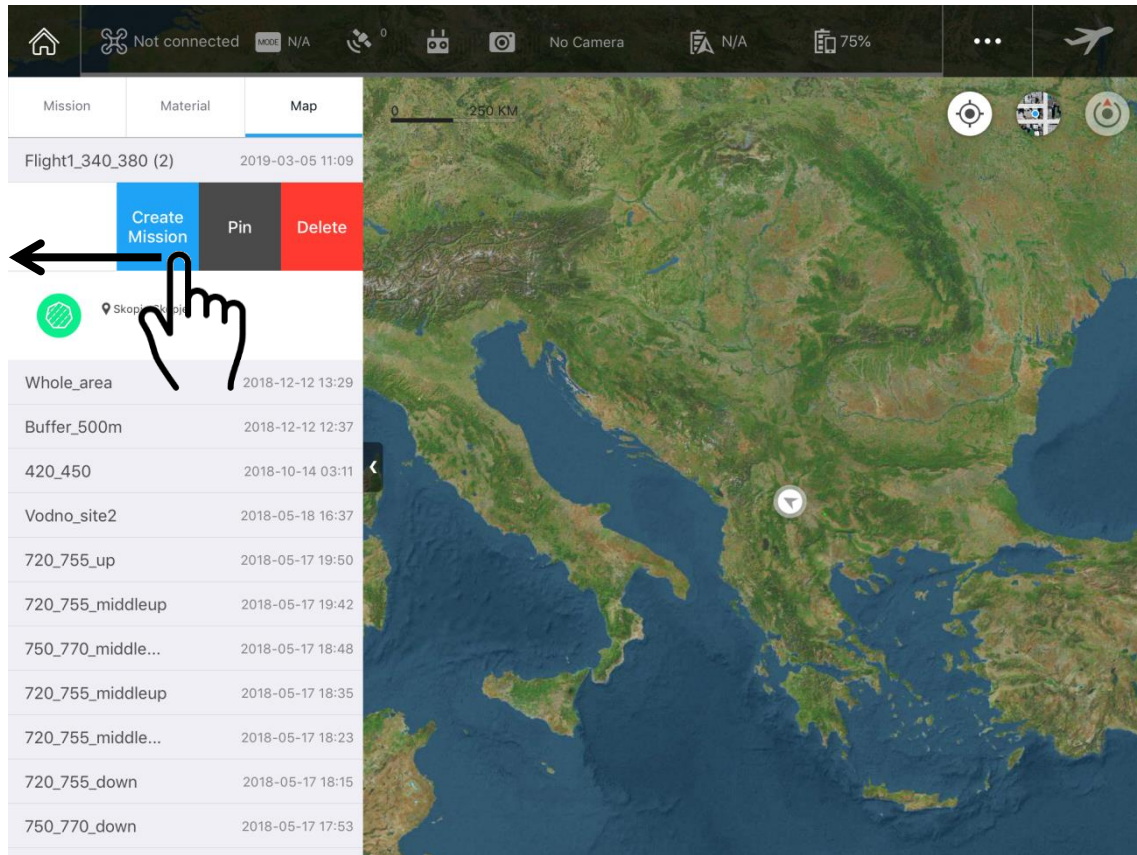 Not connected MODE N/A 0 No Camera N/A 75%
Mission Material Map
0 250 KM
Flight1_340_380 (2) 2019-03-05 11:09
Create
Mission
Pin Delete
Whole_area 2018-12-12 13:29
Buffer_500m 2018-12-12 12:37
420_450 2018-10-14 03:11
Vodno_site2 2018-05-18 16:37
720_755_up 2018-05-17 19:50
720_755_middleup 2018-05-17 19:42
750_770_middle... 2018-05-17 18:48
720_755_middleup 2018-05-17 18:35
720_755_middle... 2018-05-17 18:23
720_755_down 2018-05-17 18:15
750_770_down 2018-05-17 17:53